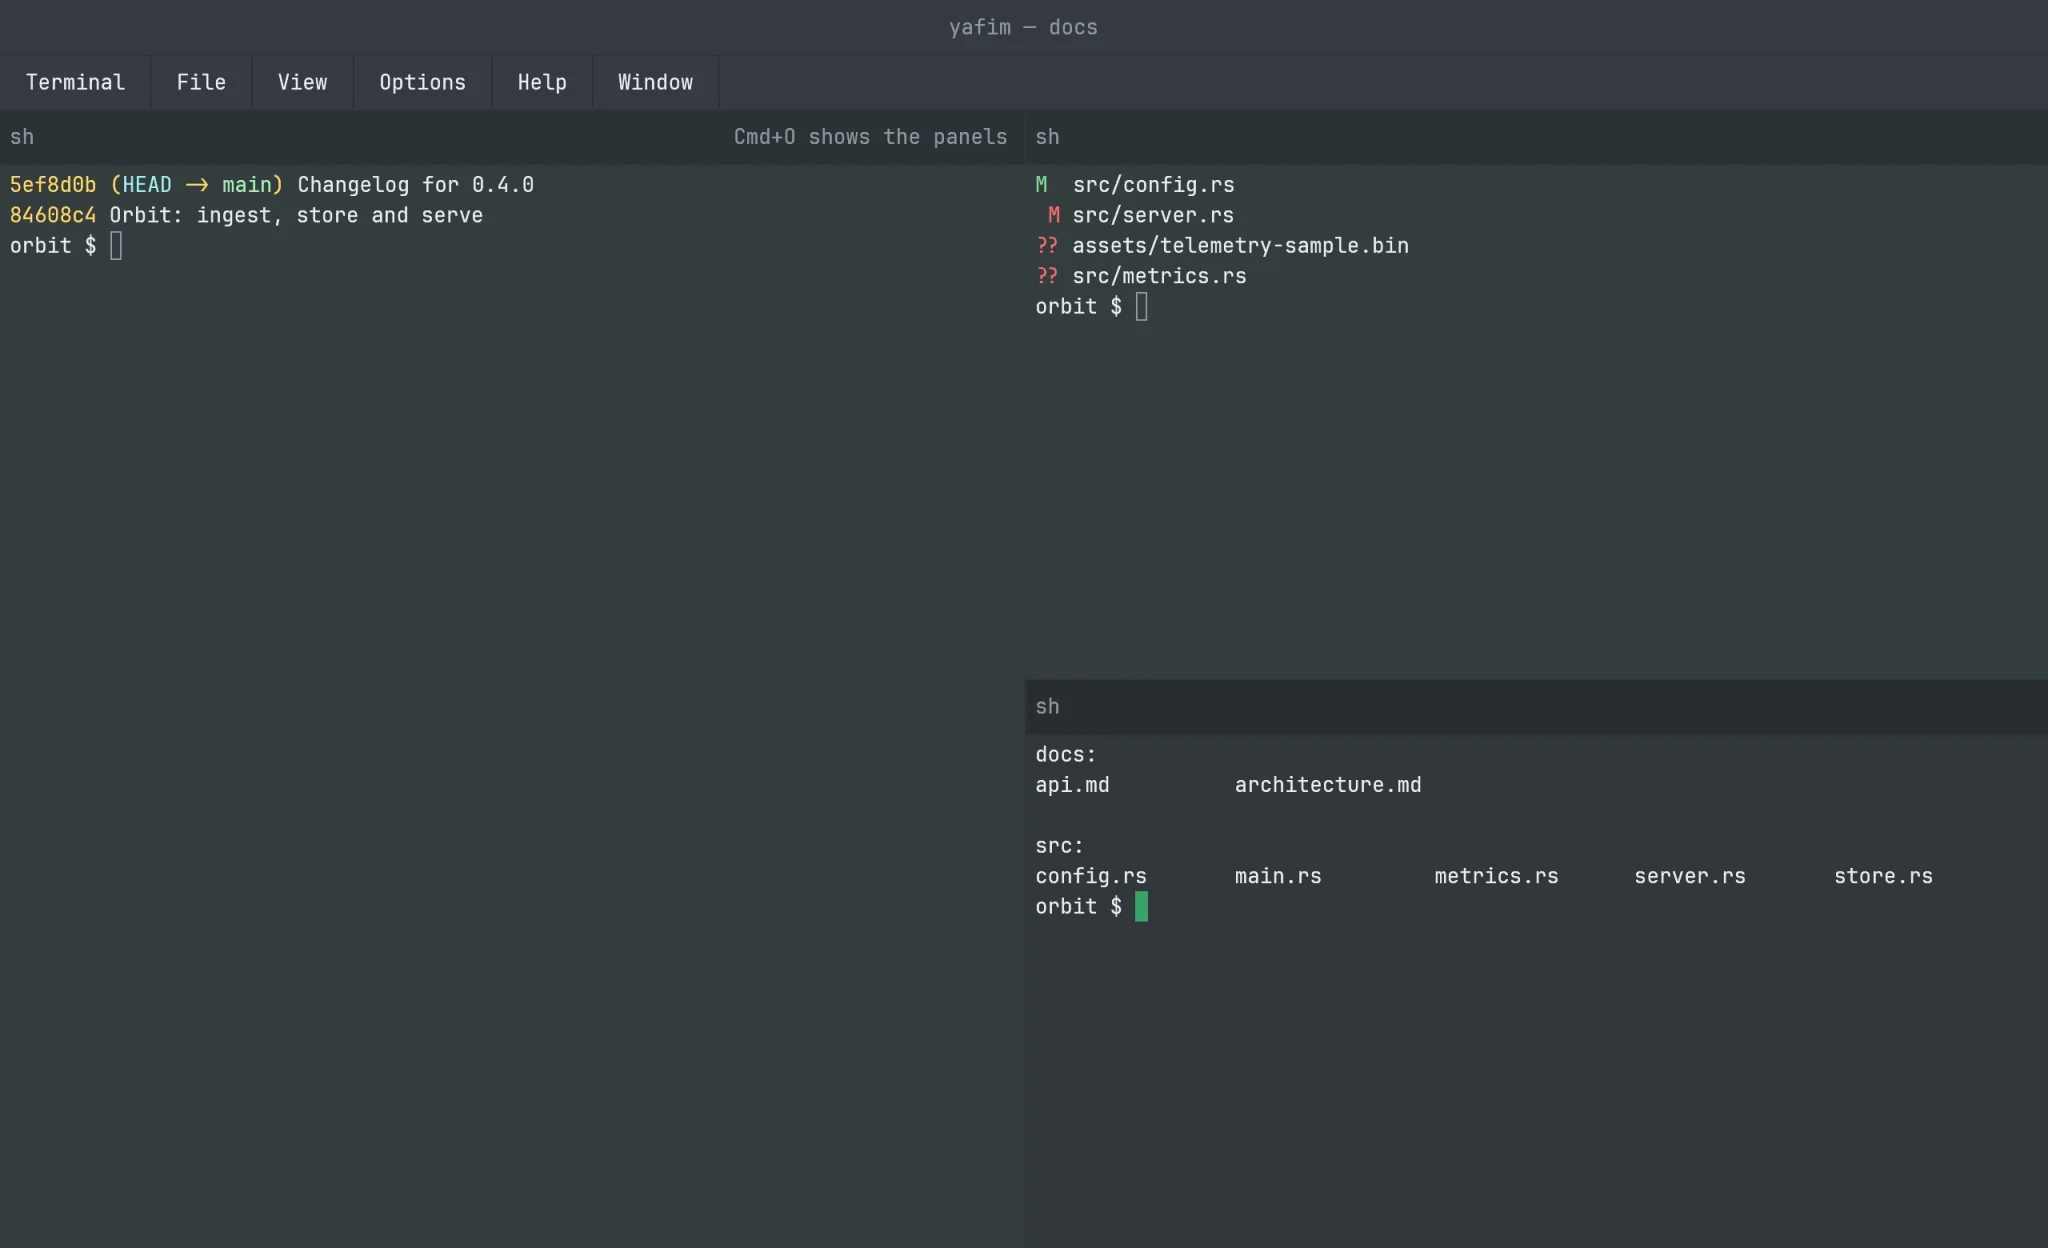 yafim — docs
Terminal File View Options Help Window
sh Cmd+O shows the panels
5ef8d0b (HEAD -> main) Changelog for 0.4.0
84608c4 Orbit: ingest, store and serve
orbit $
sh
M src/config.rs
M src/server.rs
?? assets/telemetry-sample.bin
?? src/metrics.rs
orbit $
sh
docs:
api.md architecture.md
src:
config.rs main.rs metrics.rs server.rs store.rs
orbit $